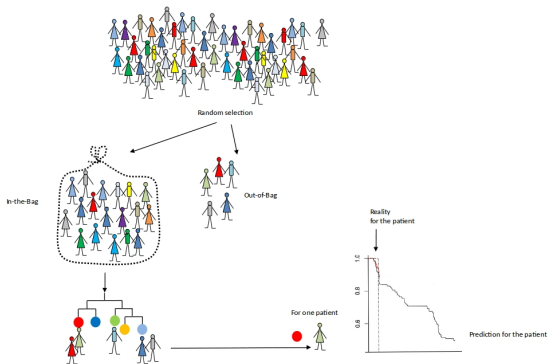 Random selection
In-the-Bag
Out-of-Bag
Reality
for the patient
For one patient
1.0
0.8
0.6
Prediction for the patient